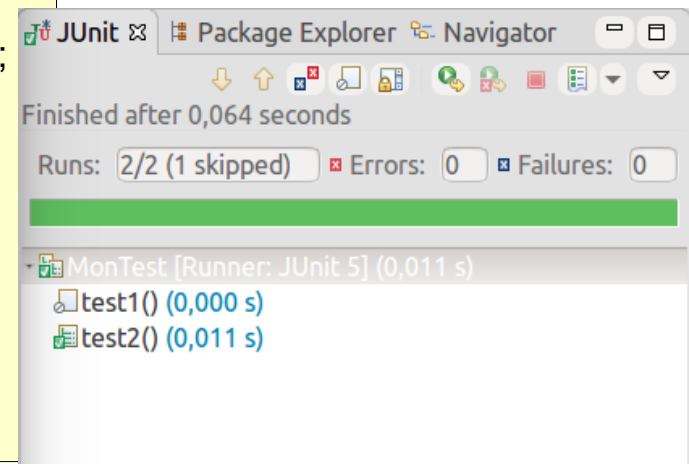 ;
JUnit Package Explorer Navigator
Finished after 0,064 seconds
Runs: 2/2 (1 skipped) Errors: 0 Failures: 0
MonTest [Runner: JUnit 5] (0,011 s)
test1() (0,000 s)
test2() (0,011 s)